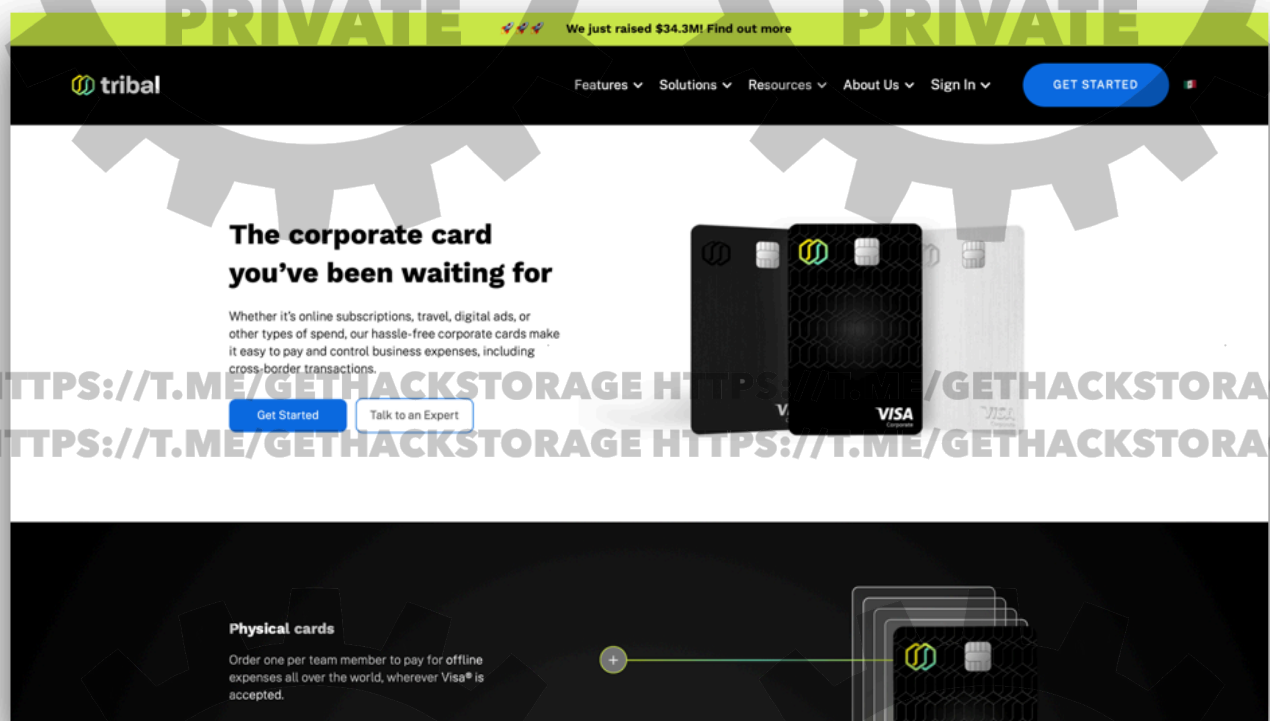 PRIVATE PRIVATE
🚀🚀🚀 We just raised $34.3M! Find out more
tribal
Features Solutions Resources About Us Sign In GET STARTED
The corporate card
you’ve been waiting for
Whether it’s online subscriptions, travel, digital ads, or
other types of spend, our hassle-free corporate cards make
it easy to pay and control business expenses, including
cross-border transactions.
TTPS://T.ME/GETHACKSTORAGE HTTPS://T.ME/GETHACKSTORA
Get Started Talk to an Expert
VISA
Corporate
VISA
TTPS://T.ME/GETHACKSTORAGE HTTPS://T.ME/GETHACKSTORA
Physical cards
Order one per team member to pay for offline
expenses all over the world, wherever Visa® is
accepted.